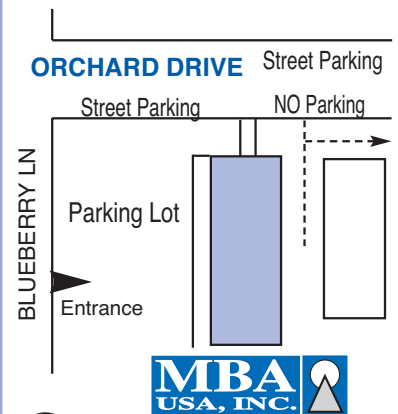 ORCHARD DRIVE
Street Parking
Street Parking
NO Parking
BLUEBERRY LN
Parking Lot
Entrance
MBA
USA, INC.